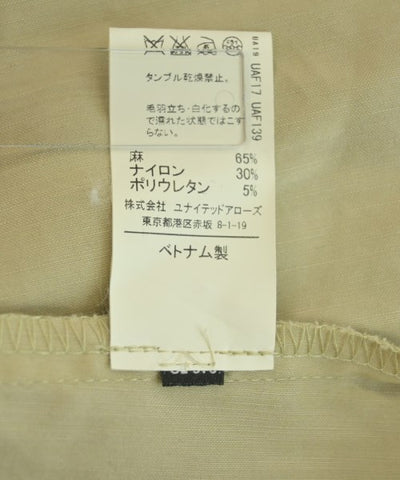 タンブル乾燥禁止。
毛羽立ち・白化するの
で濡れた状態ではこす
らない。
麻 65%
ナイロン 30%
ポリウレタン 5%
株式会社 ユナイテッドアローズ
東京都港区赤坂 8-1-19
ベトナム製
0A19 UAF17 UAF139